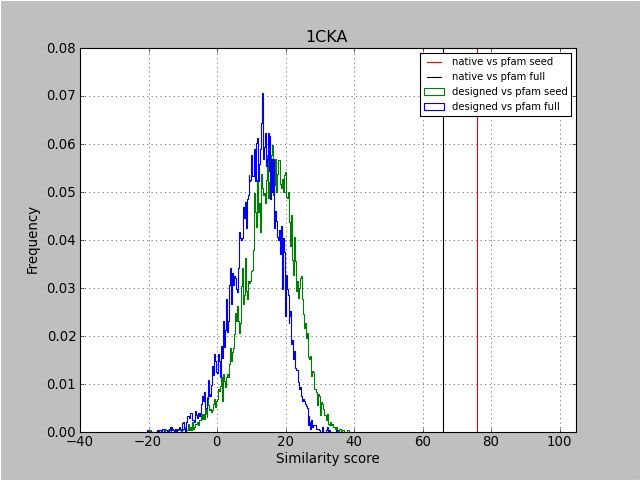 1CKA
0.08
0.07
0.06
0.05
0.04
0.03
0.02
0.01
0.00
Frequency
native vs pfam seed
native vs pfam full
designed vs pfam seed
designed vs pfam full
−40
−20
0
20
40
60
80
100
Similarity score